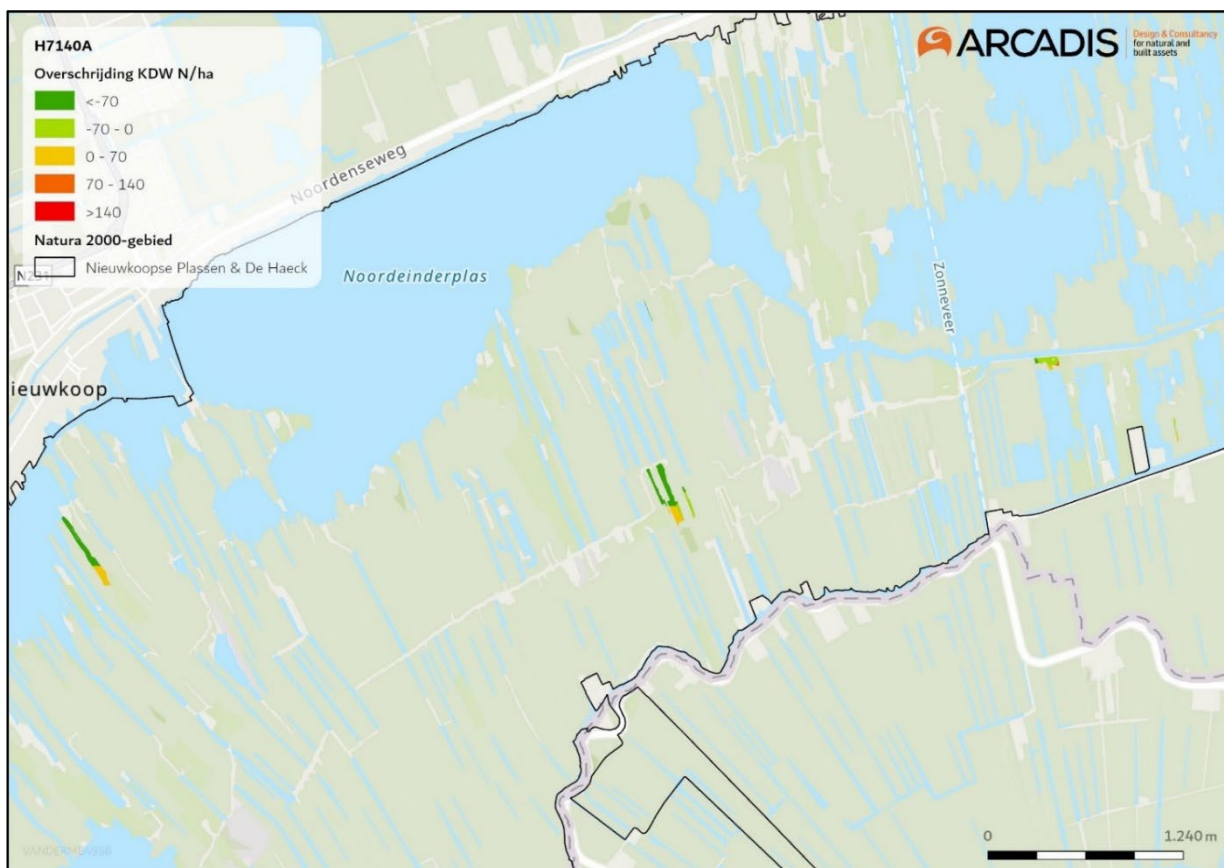 H7140A
Overschrijding KDW N/ha
<-70
-70 - 0
0 - 70
70 - 140
>140
Natura 2000-gebied
Nieuwkoopse Plassen & De Haeck
ARCADIS
Design & Consultancy
for natural and
built assets
Noordenseweg
N231
Noordeinderplas
Zonneveer
ieuwkoop
0
1.240 m